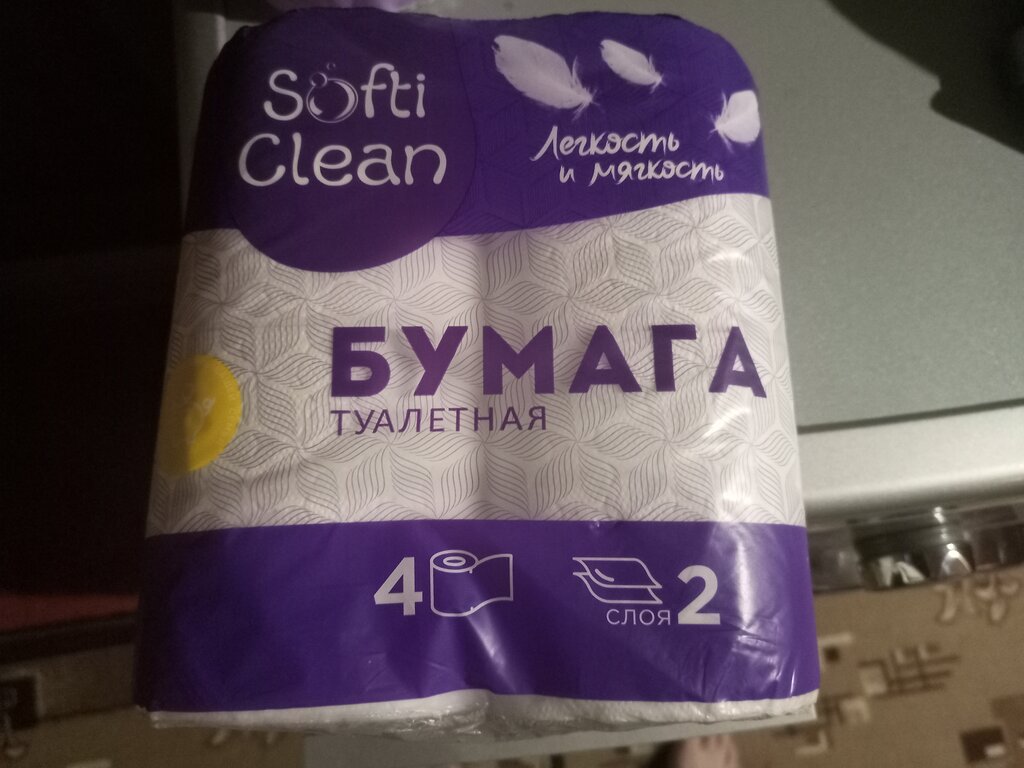 Softi
Clean
Легкость
и мягкость
БУМАГА
ТУАЛЕТНАЯ
4
СЛОЯ 2